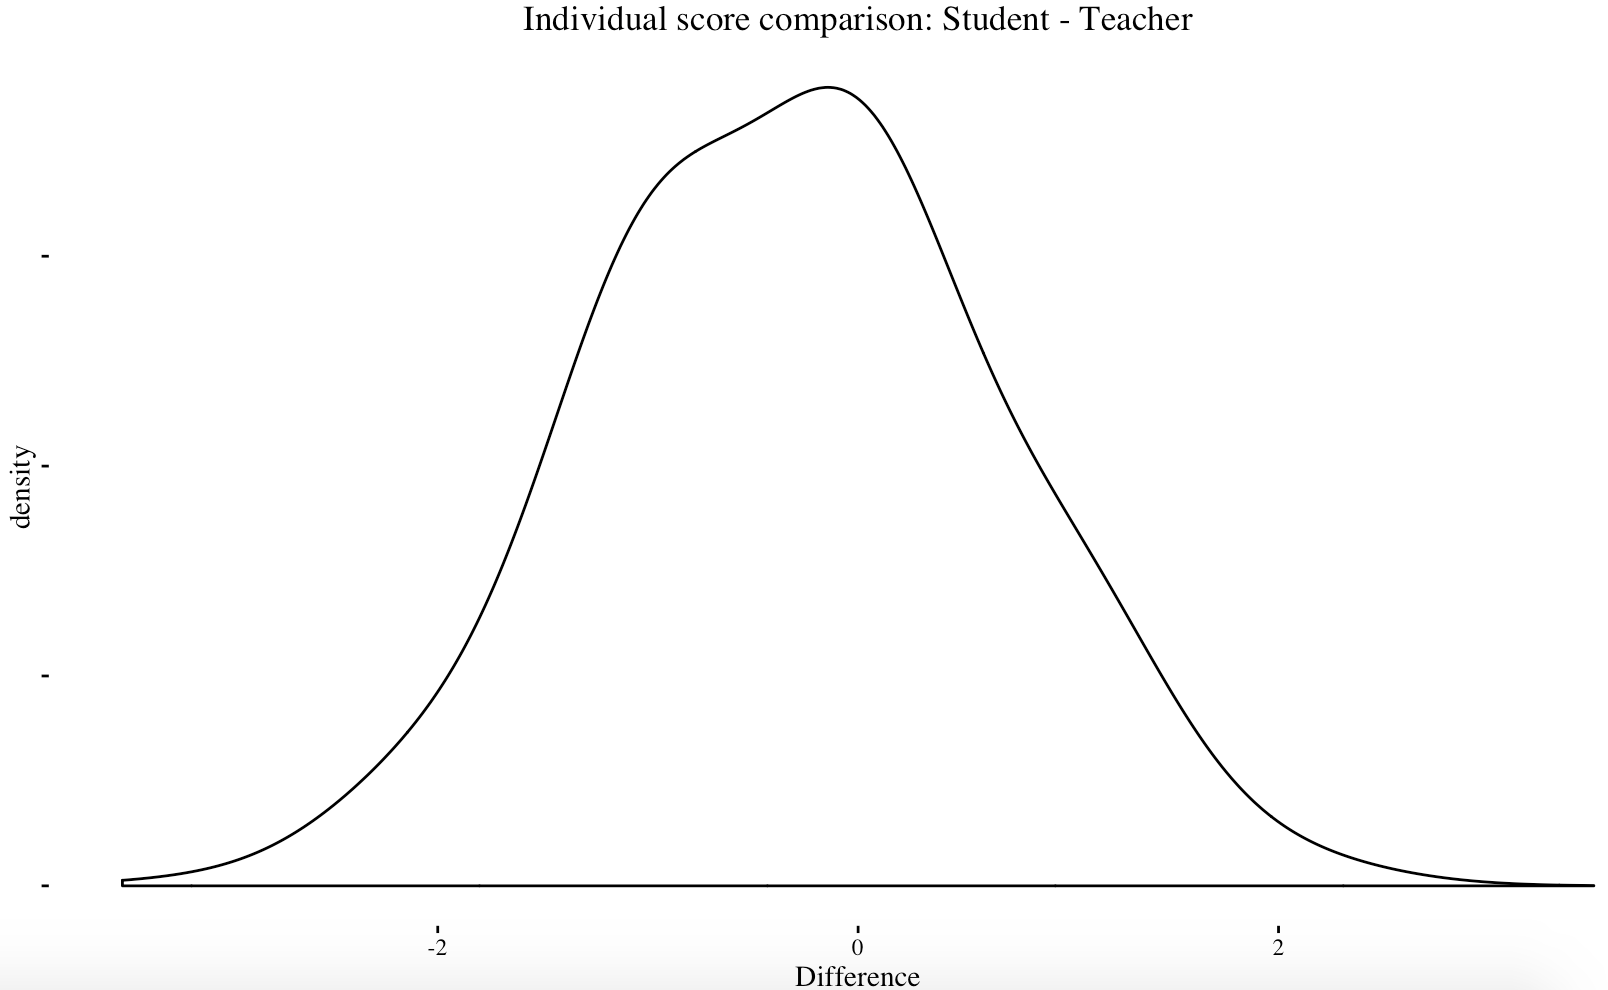 Individual score comparison: Student - Teacher
density
-2 0 2
Difference